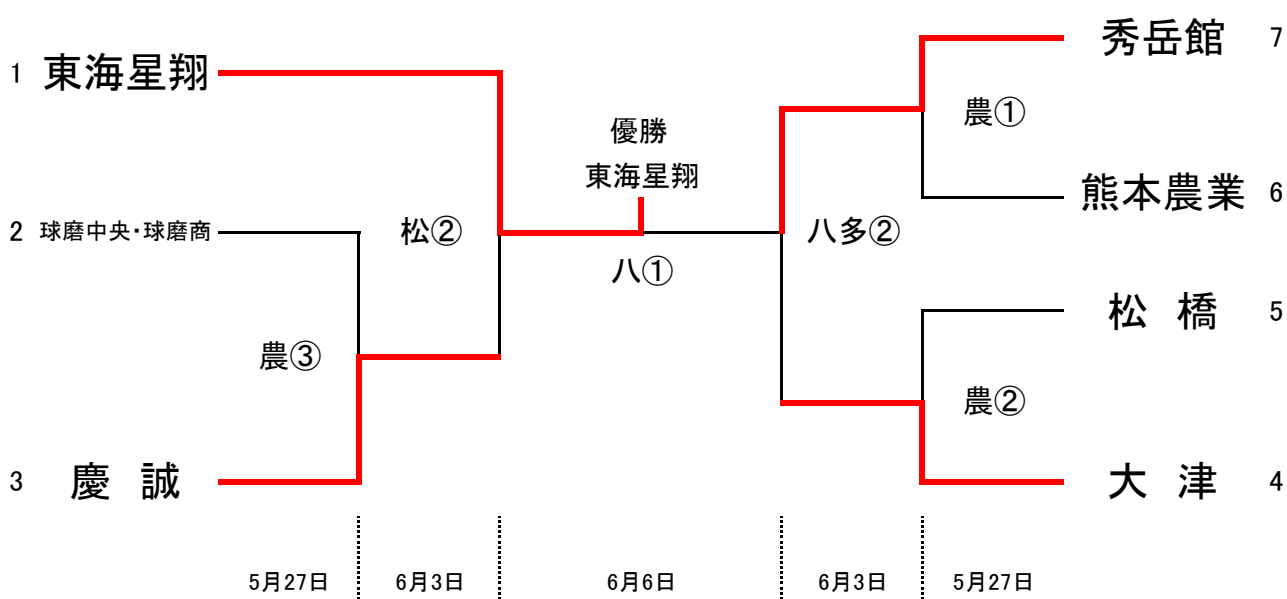 1 東海星翔
2 球磨中央・球磨商
3 慶 誠
農③
松②
優勝
東海星翔
八①
八多②
農①
農②
秀岳館 7
熊本農業 6
松 橋 5
大 津 4
5月27日 6月3日 6月6日 6月3日 5月27日